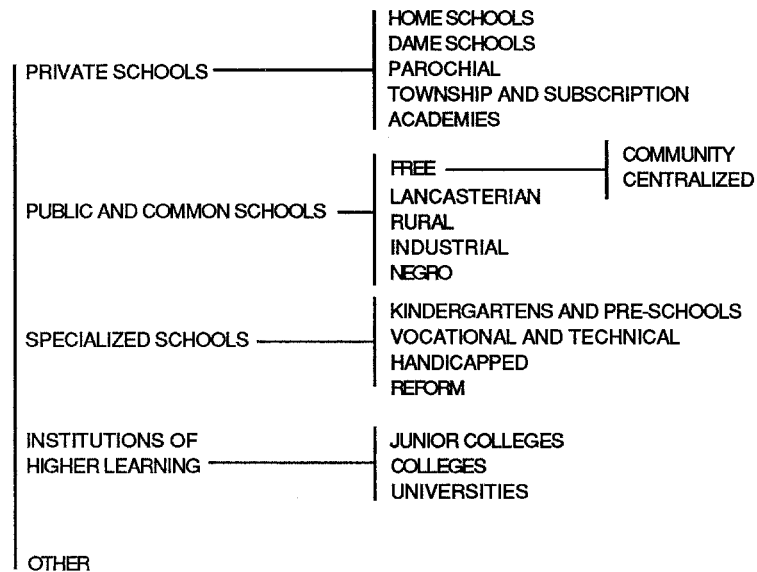 PRIVATE SCHOOLS
HOME SCHOOLS
DAME SCHOOLS
PAROCHIAL
TOWNSHIP AND SUBSCRIPTION
ACADEMIES
PUBLIC AND COMMON SCHOOLS
FREE
COMMUNITY
CENTRALIZED
LANCASTERIAN
RURAL
INDUSTRIAL
NEGRO
SPECIALIZED SCHOOLS
KINDERGARTENS AND PRE-SCHOOLS
VOCATIONAL AND TECHNICAL
HANDICAPPED
REFORM
INSTITUTIONS OF
HIGHER LEARNING
JUNIOR COLLEGES
COLLEGES
UNIVERSITIES
OTHER